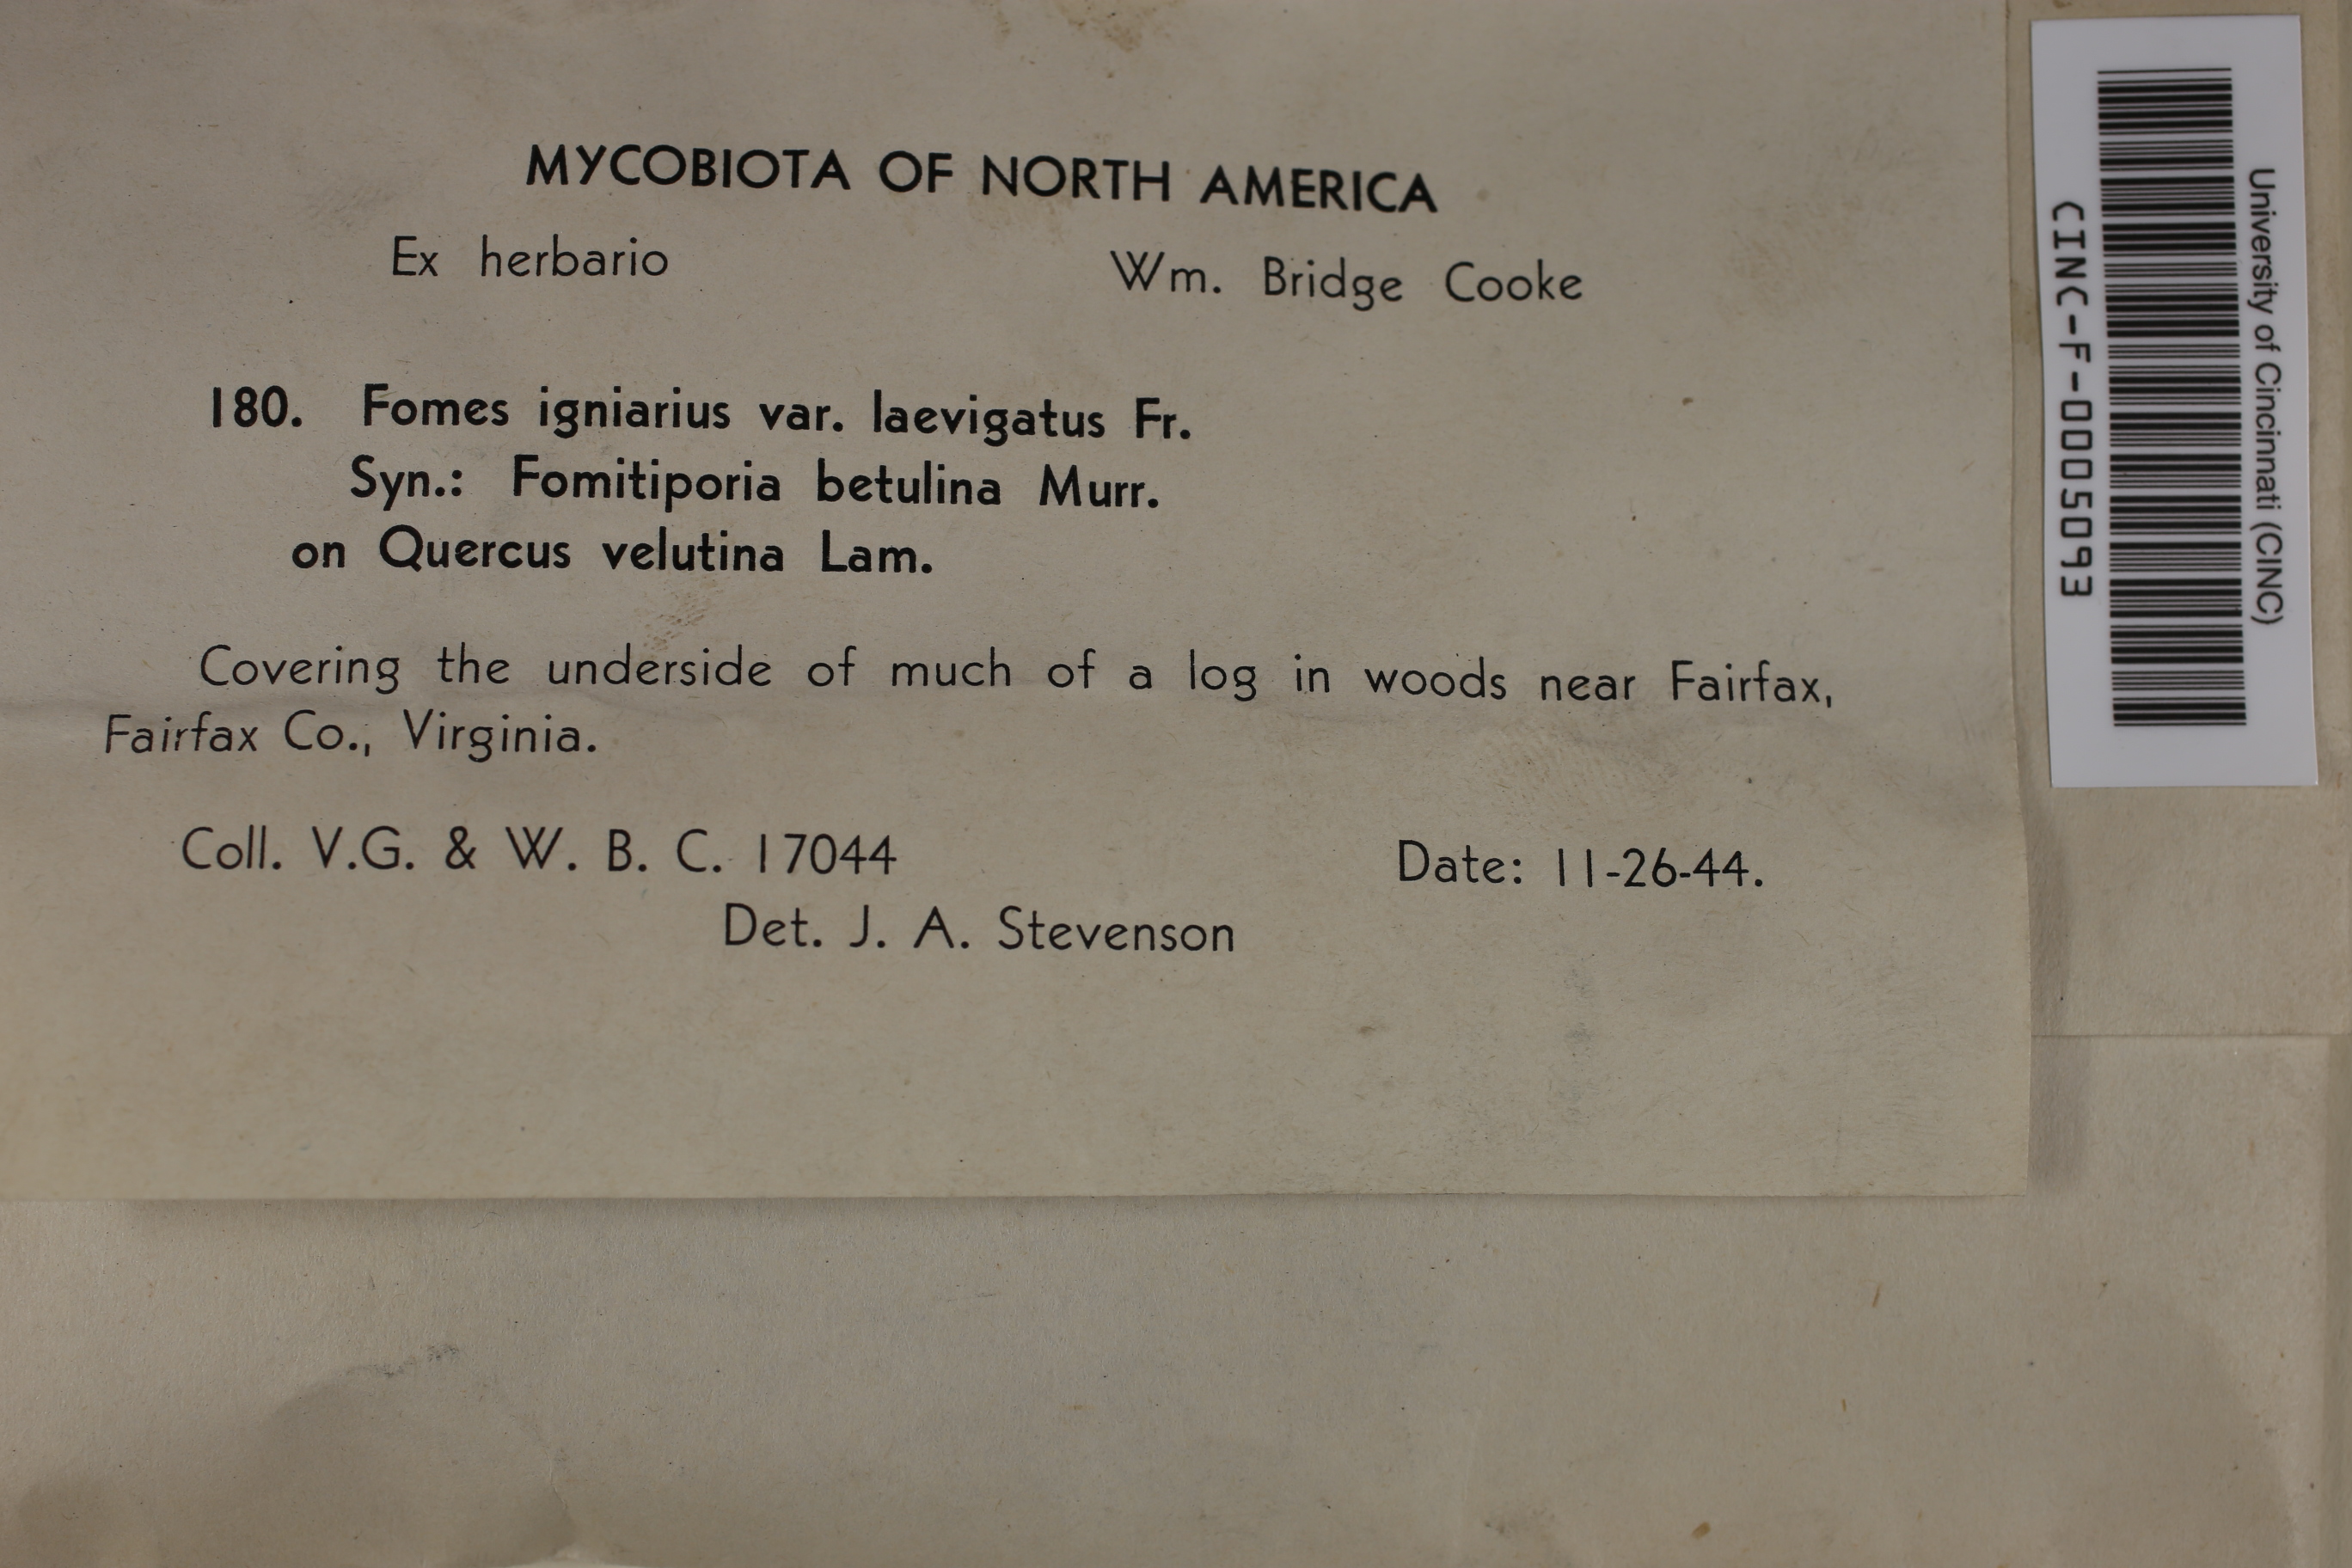 MYCOBIOTA OF NORTH AMERICA
Ex herbario Wm. Bridge Cooke
180. Fomes igniarius var. laevigatus Fr.
Syn.: Fomitiporia betulina Murr.
on Quercus velutina Lam.
Covering the underside of much of a log in woods near Fairfax,
Fairfax Co., Virginia.
Coll. V.G. & W. B. C. 17044 Date: 11-26-44.
Det. J. A. Stevenson
University of Cincinnati (CINC)
CINC-F-0005093